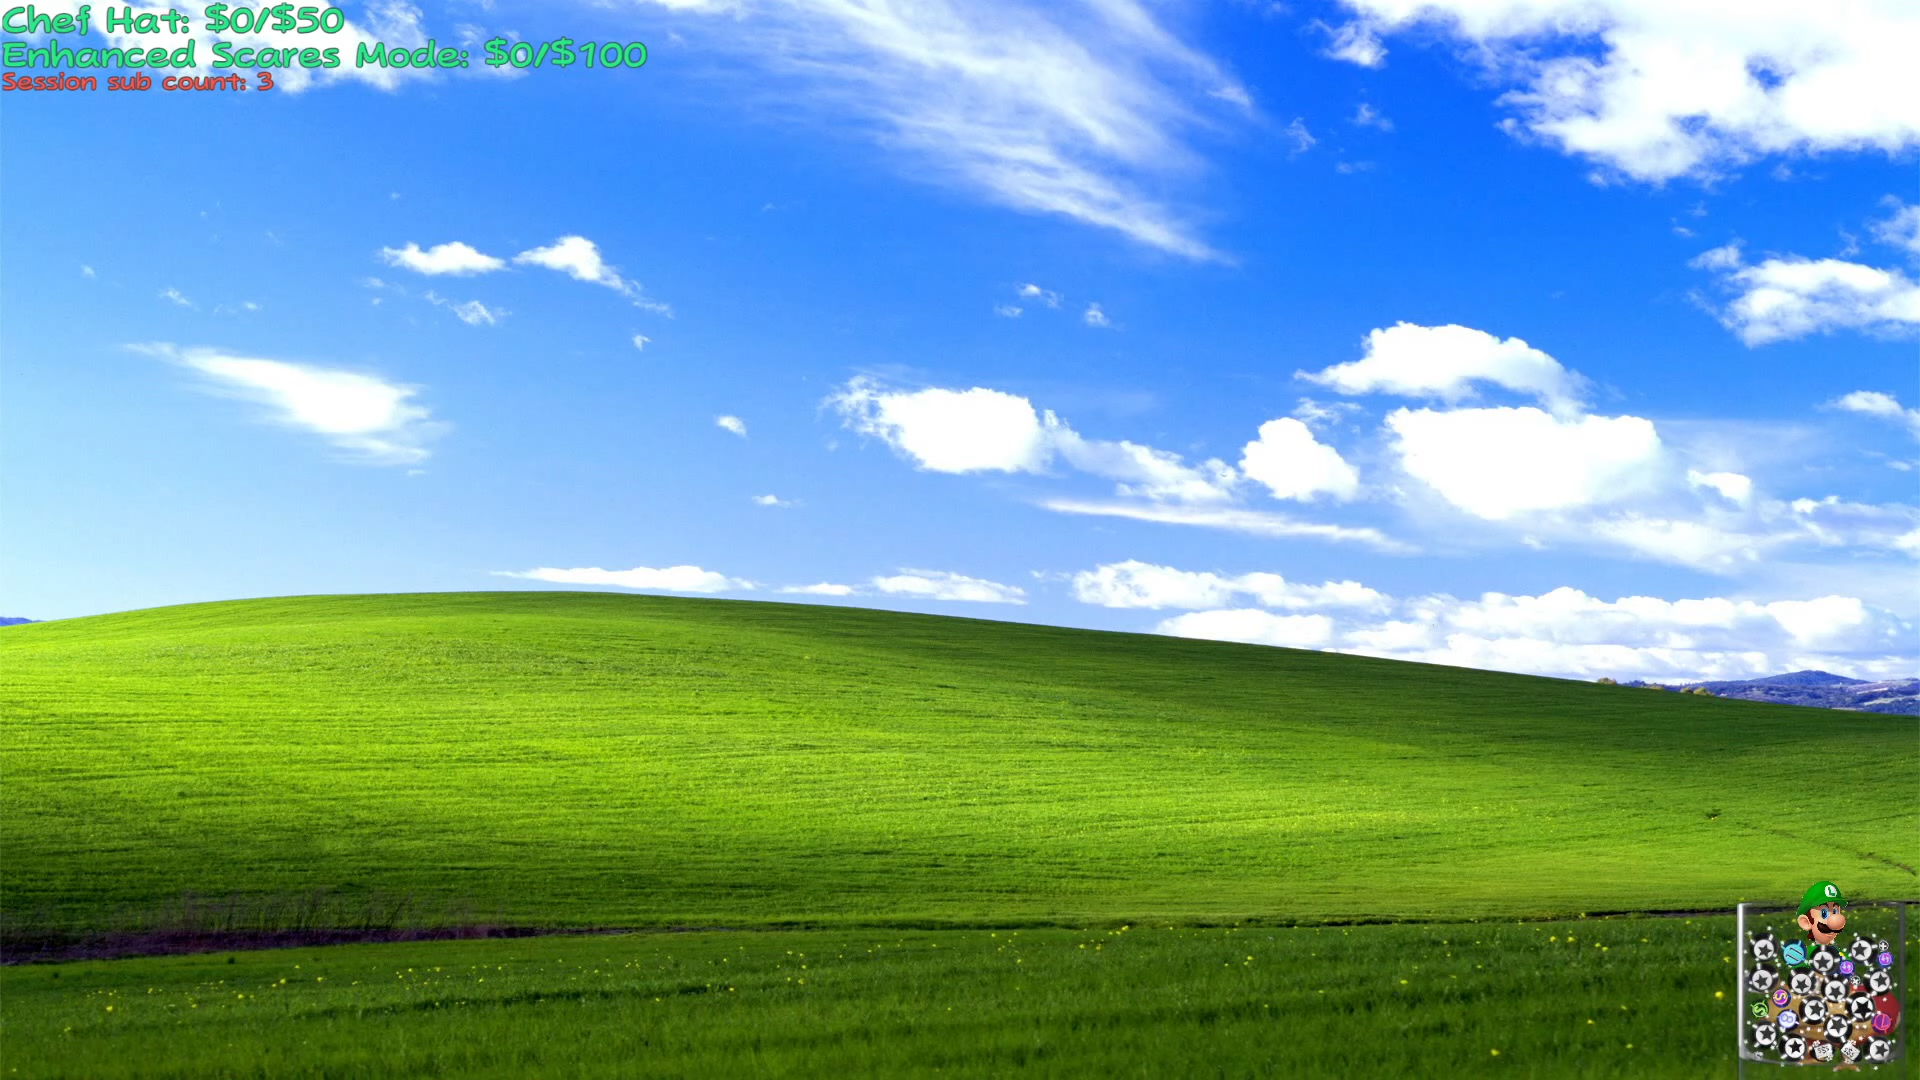 Chef Hat: $0/$50
Enhanced Scares Mode: $0/$100
Session sub count: 3
L